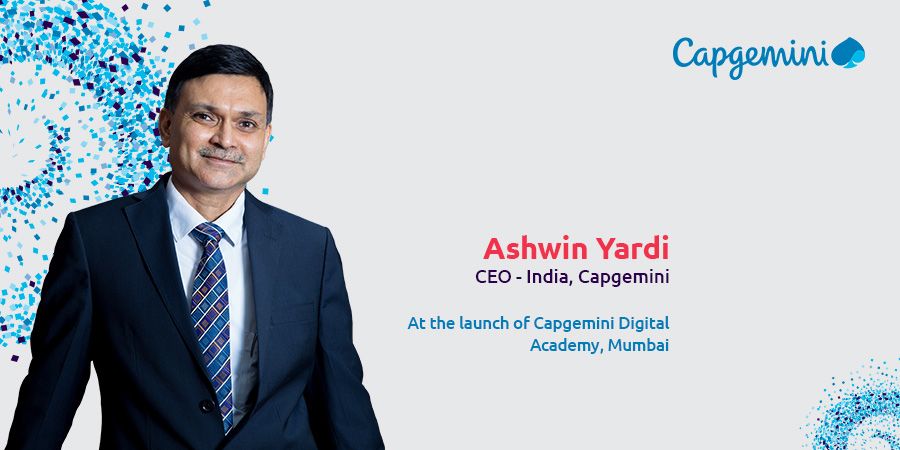 Capgemini
Ashwin Yardi
CEO - India, Capgemini
At the launch of Capgemini Digital
Academy, Mumbai